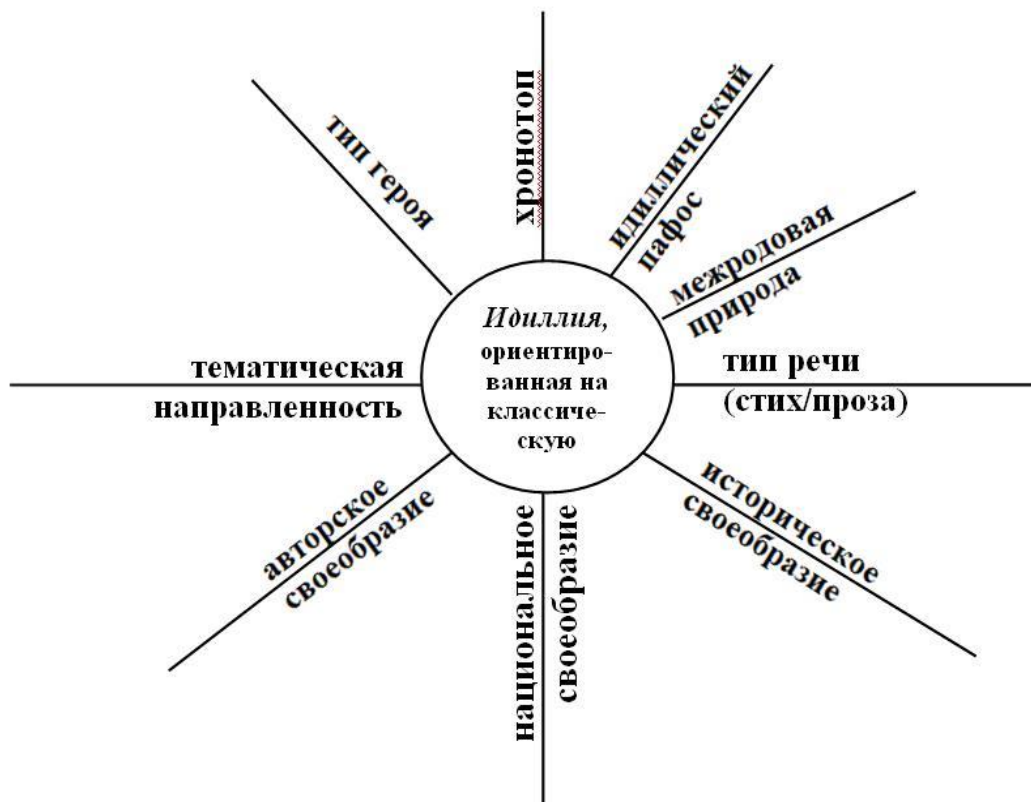 Идиллия,
ориентиро-
ванная на
классиче-
скую
хронотоп
идиллический
пафос
межродовая
природа
тип речи
(стих/проза)
историческое
своеобразие
национальное
своеобразие
авторское
своеобразие
тематическая
направленность
тип героя